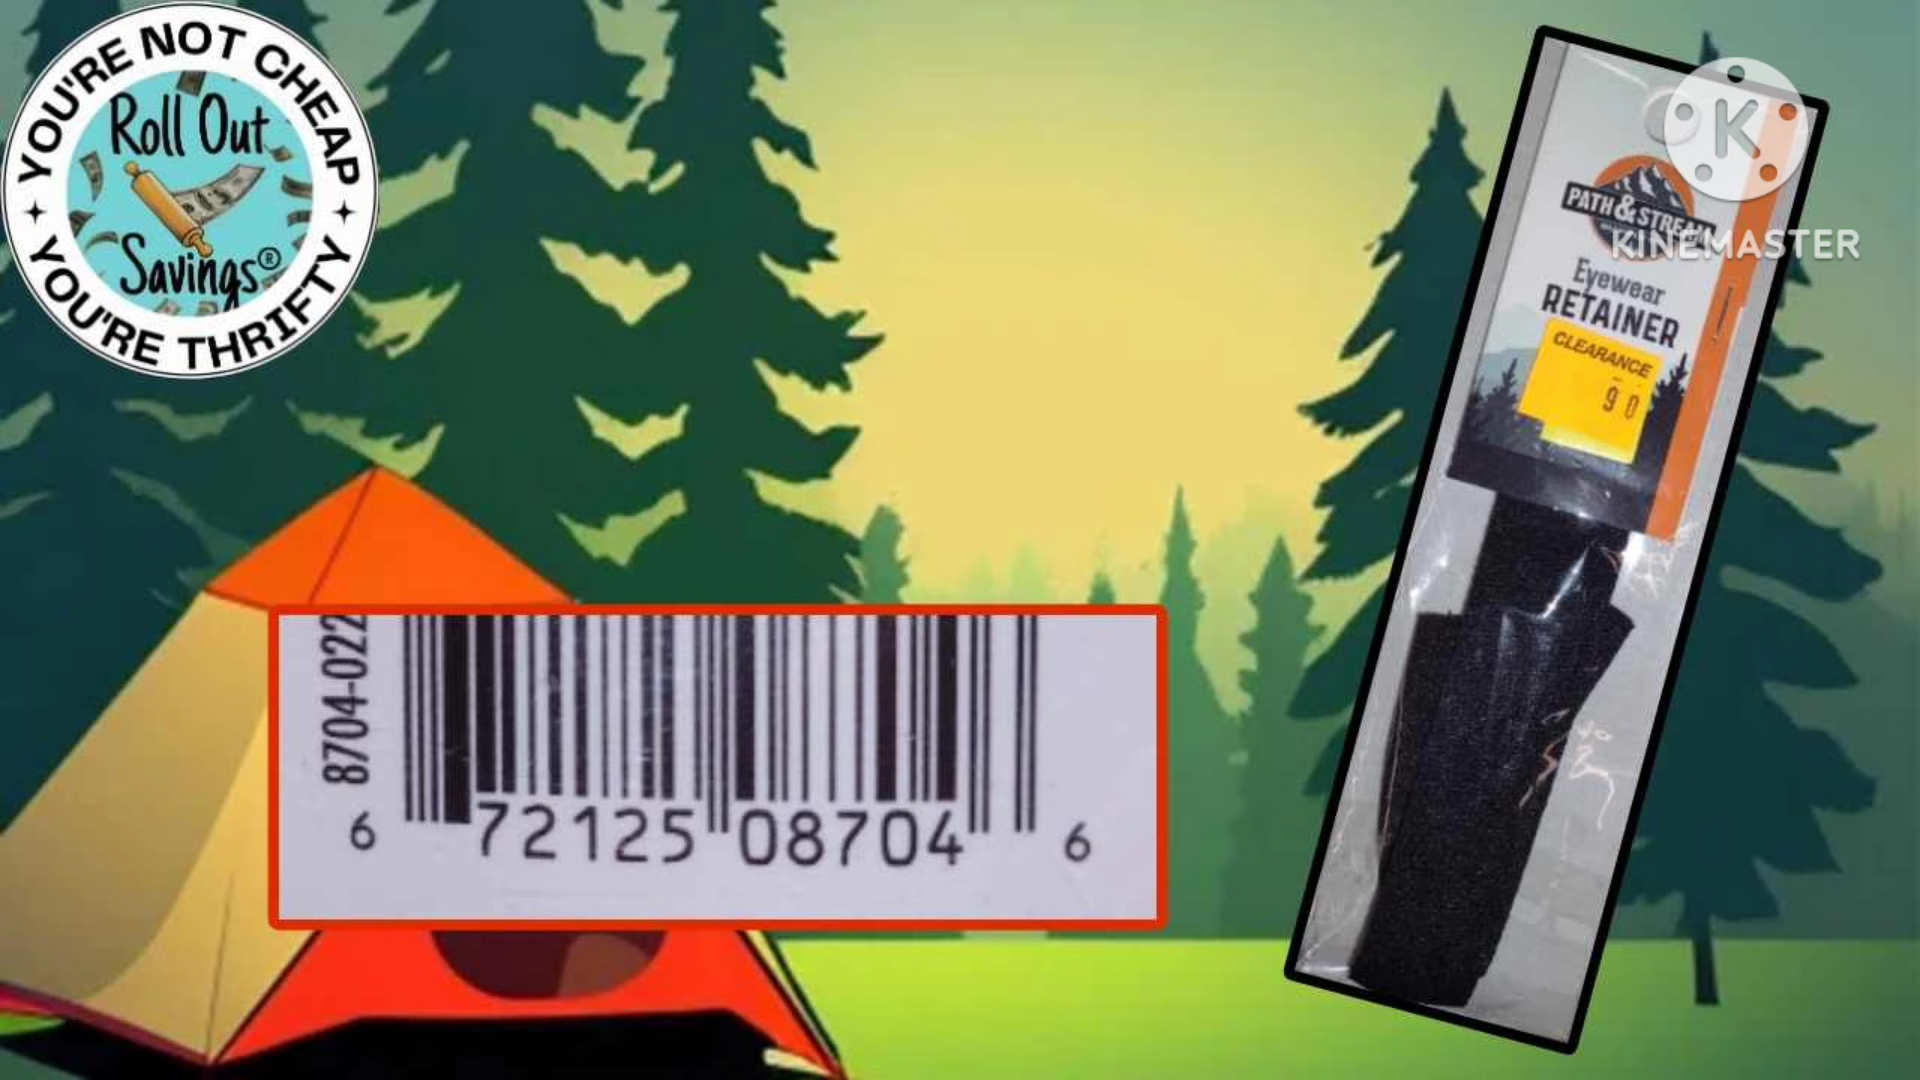 YOU'RE NOT CHEAP
Roll Out
Savings®
YOU'RE THRIFTY
PATH & STREAM
KINEMASTER
K
Eyewear
RETAINER
CLEARANCE
90
8704-022
6 72125 08704 6